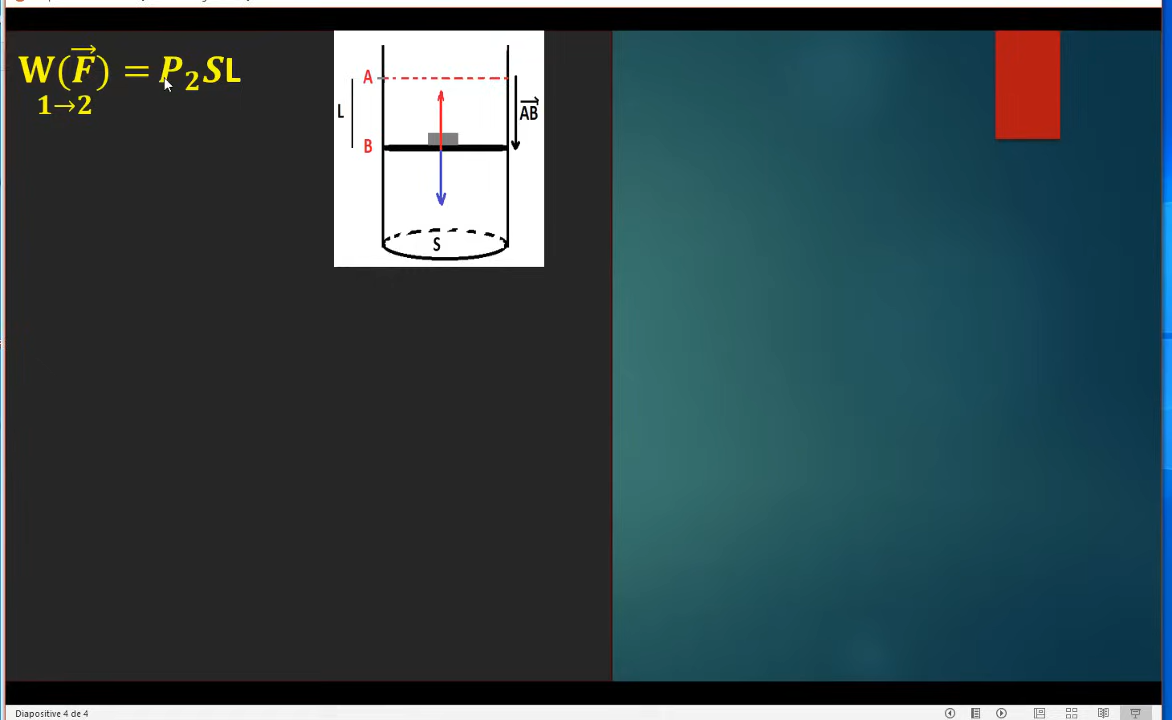 W(F⃗) = P₂SL
1→2
A
L
AB⃗
B
S
Diapositive 4 de 4